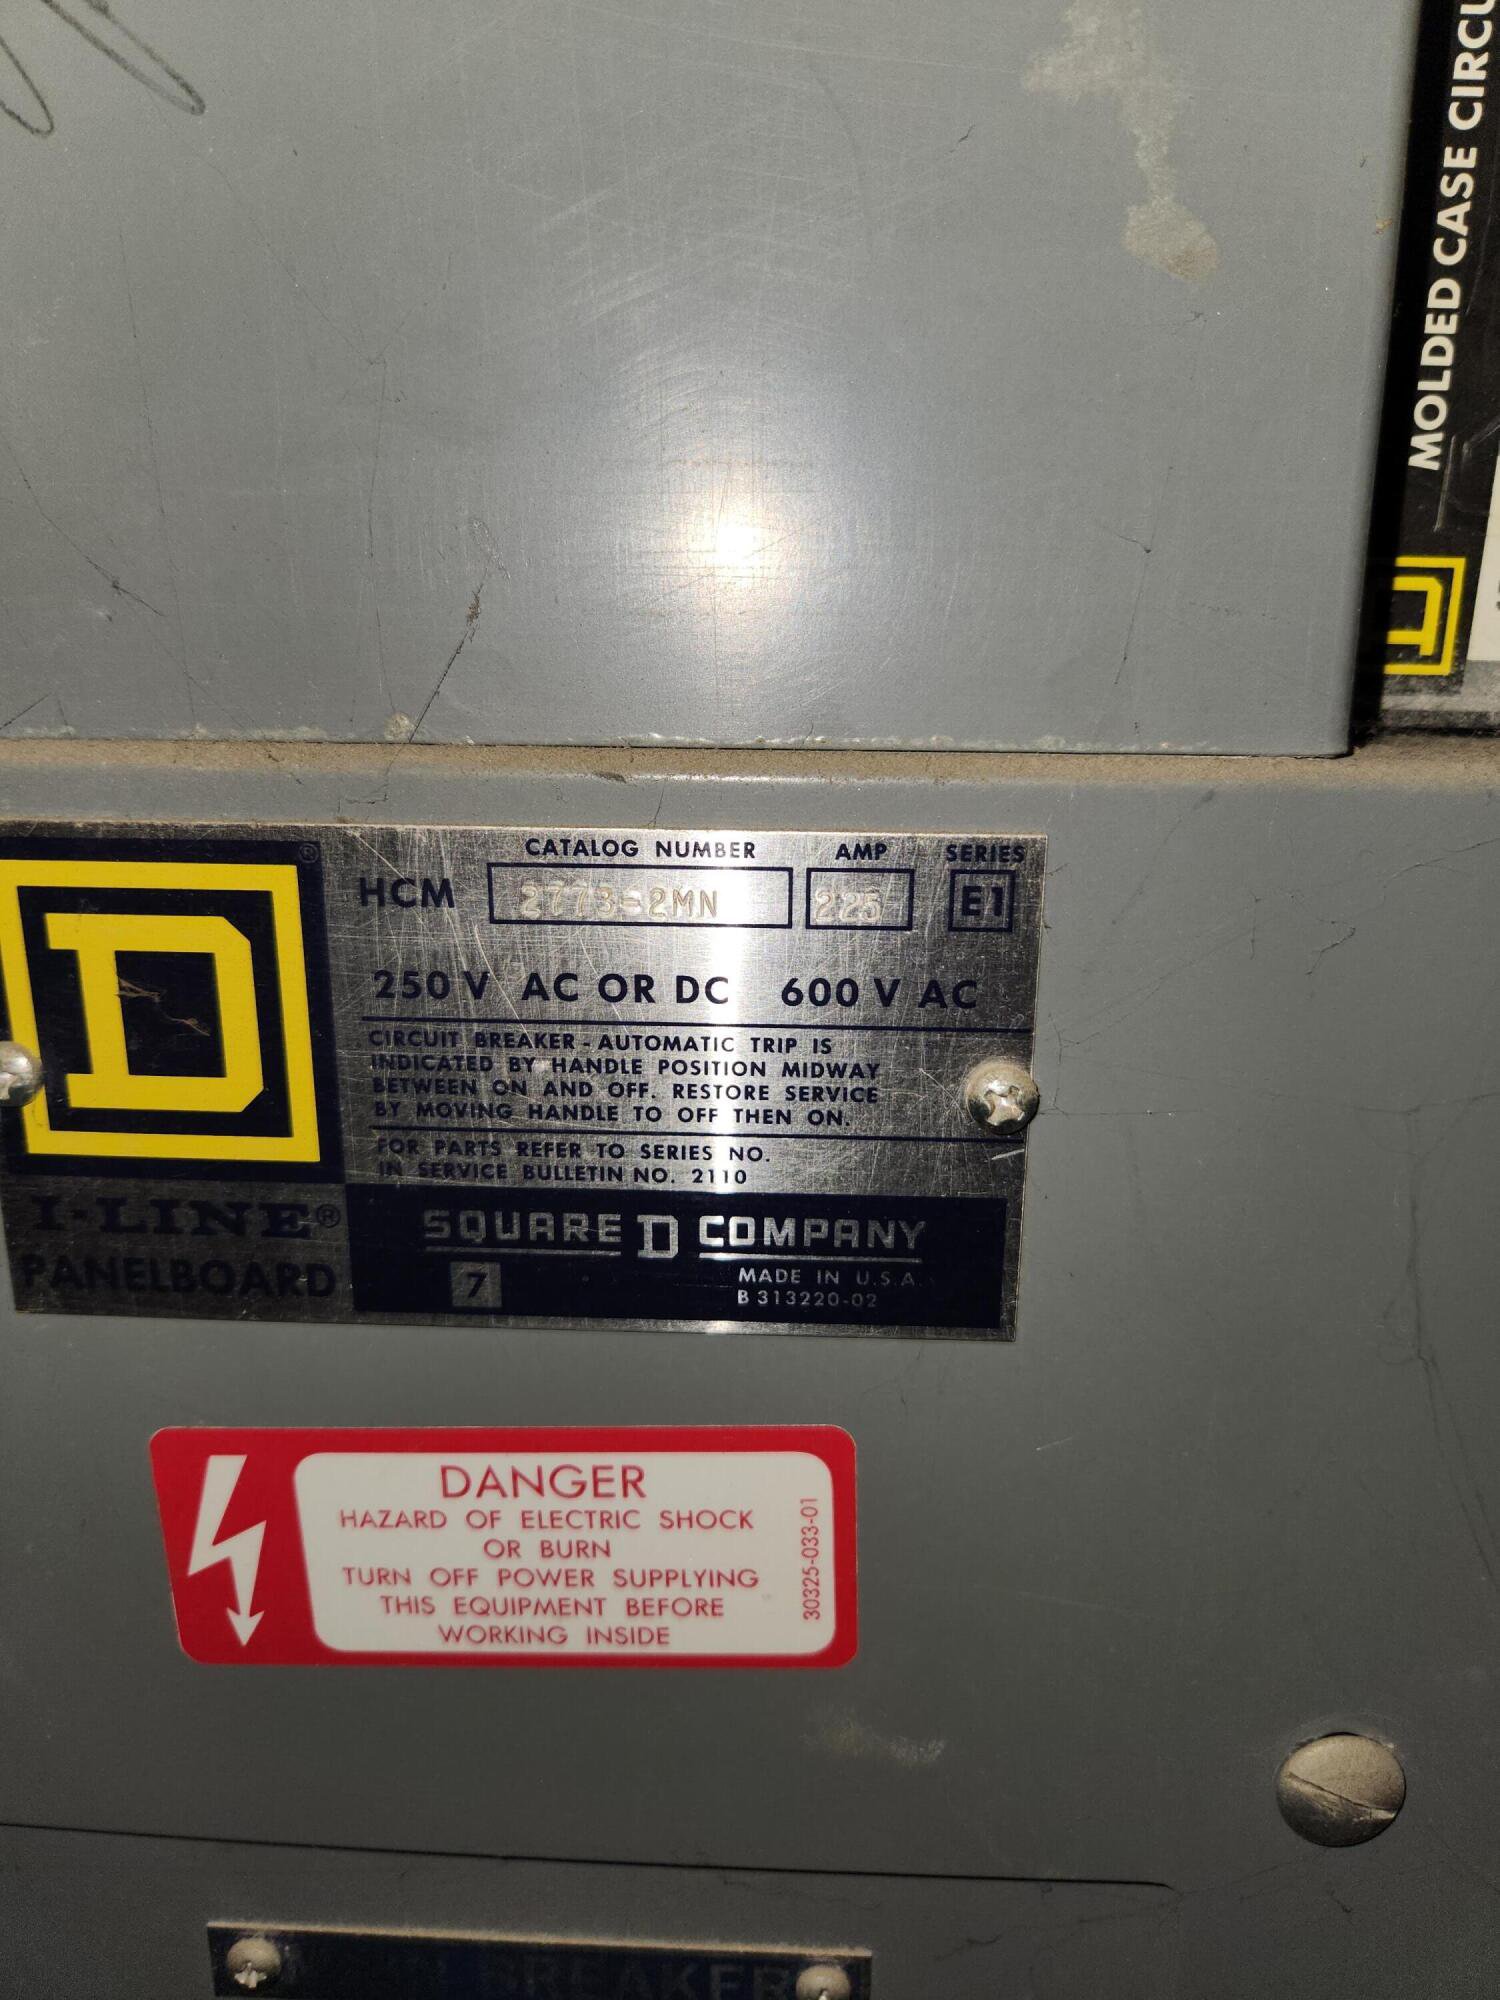 MOLDED CASE
CATALOG NUMBER AMP SERIES
HCM 2773-2MN 225 E1
250 V AC OR DC 600 V AC
CIRCUIT BREAKER - AUTOMATIC TRIP IS
INDICATED BY HANDLE POSITION MIDWAY
BETWEEN ON AND OFF. RESTORE SERVICE
BY MOVING HANDLE TO OFF THEN ON.
FOR PARTS REFER TO SERIES NO.
IN SERVICE BULLETIN NO. 2110
D
I-LINE®
PANELBOARD
SQUARE D COMPANY
7
MADE IN U.S.A.
B 313220-02
DANGER
HAZARD OF ELECTRIC SHOCK
OR BURN
TURN OFF POWER SUPPLYING
THIS EQUIPMENT BEFORE
WORKING INSIDE
30325-033-01
BREAKER